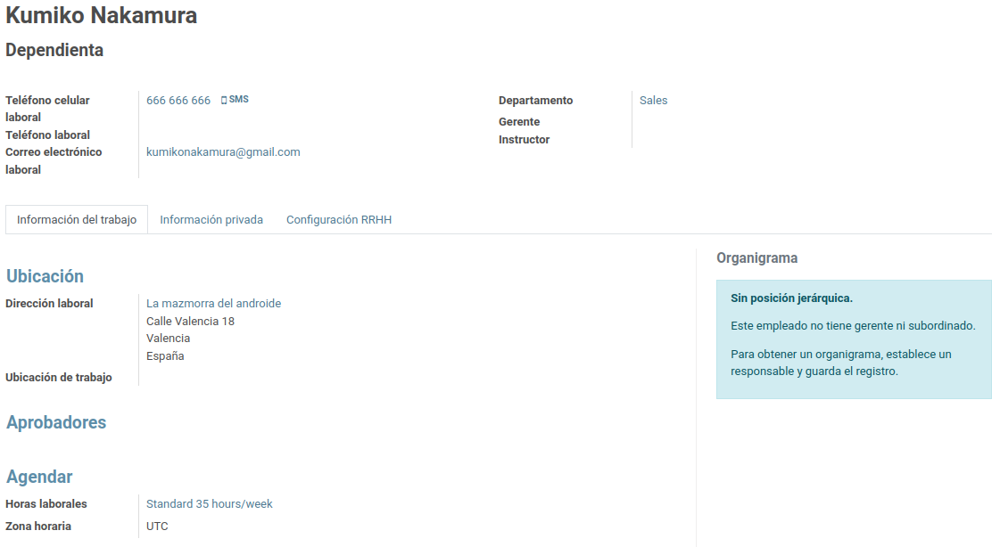 Kumiko Nakamura
Dependienta
Teléfono celular
laboral
666 666 666 SMS
Teléfono laboral
Correo electrónico
laboral
kumikonakamura@gmail.com
Departamento
Sales
Gerente
Instructor
Información del trabajo
Información privada
Configuración RRHH
Ubicación
Dirección laboral
La mazmorra del androide
Calle Valencia 18
Valencia
España
Ubicación de trabajo
Aprobadores
Agendar
Horas laborales
Standard 35 hours/week
Zona horaria
UTC
Organigrama
Sin posición jerárquica.
Este empleado no tiene gerente ni subordinado.
Para obtener un organigrama, establece un
responsable y guarda el registro.